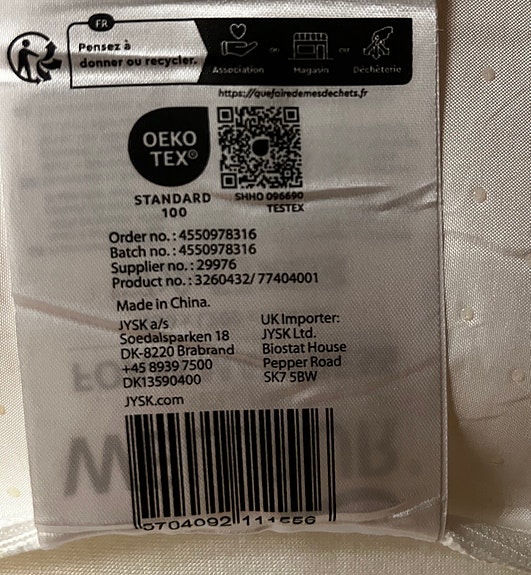 FR
Pensez à
donner ou recycler.
Association ou Magasin ou Déchèterie
https://quefairedemesdechets.fr
OEKO
TEX®
STANDARD
100
SHHO 096690
TESTEX
Order no. : 4550978316
Batch no. : 4550978316
Supplier no. : 29976
Product no. : 3260432/ 77404001
Made in China.
JYSK a/s
Soedalsparken 18
DK-8220 Brabrand
+45 8939 7500
DK13590400
JYSK.com
UK Importer:
JYSK Ltd.
Biostat House
Pepper Road
SK7 5BW
5704092 111556